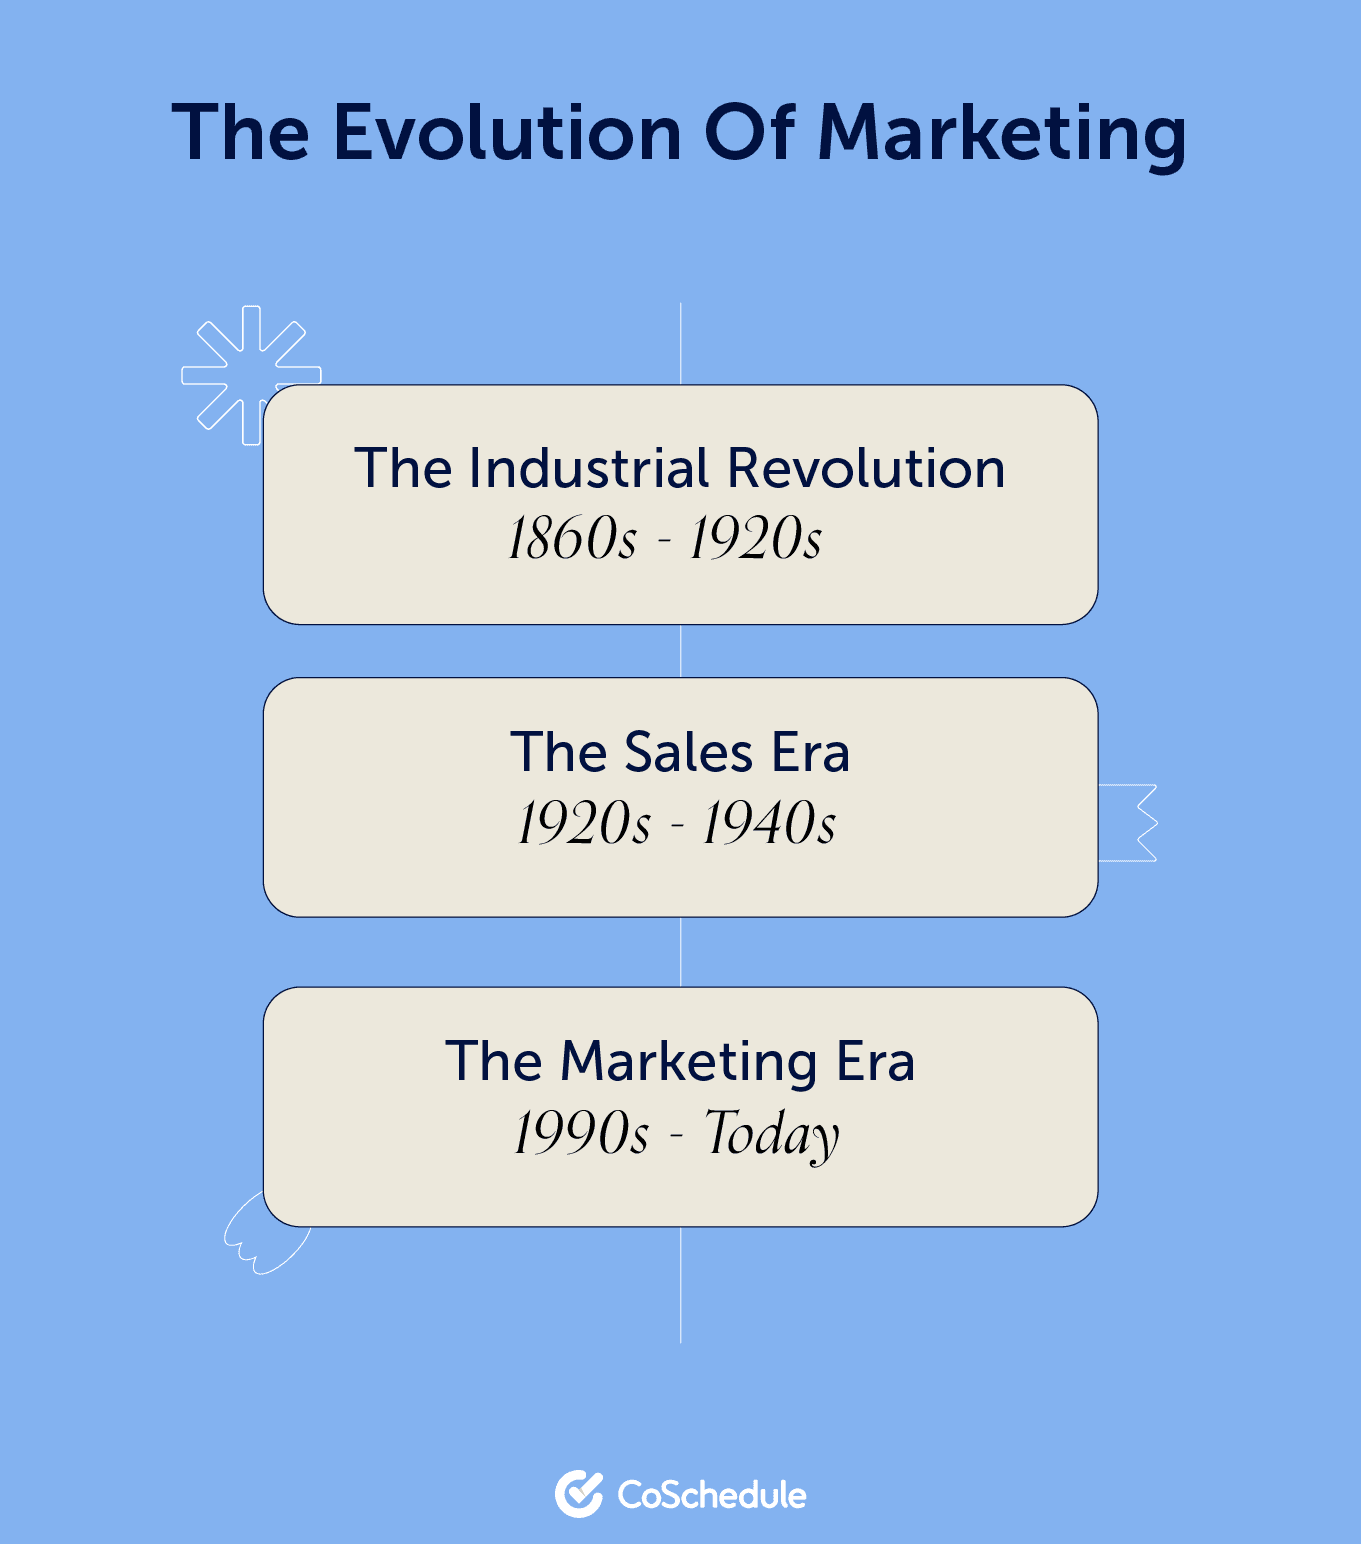 The Evolution Of Marketing
The Industrial Revolution
1860s - 1920s
The Sales Era
1920s - 1940s
The Marketing Era
1990s - Today
CoSchedule